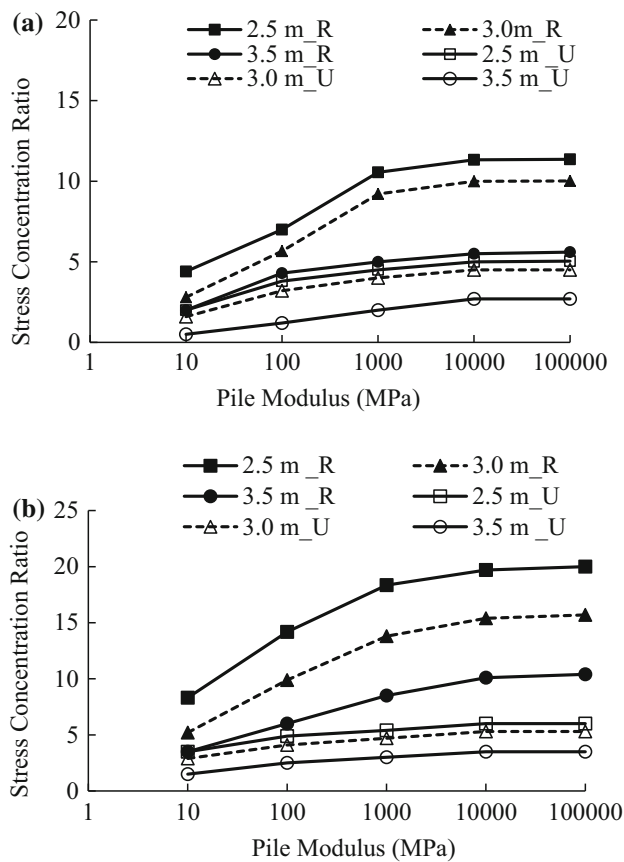 (a)
2.5 m_R
3.0m_R
3.5 m_R
2.5 m_U
3.0 m_U
3.5 m_U
20
15
10
5
0
Stress Concentration Ratio
1
10
100
1000
10000
100000
Pile Modulus (MPa)
(b)
2.5 m _R
3.0 m_R
3.5 m _R
2.5 m_U
3.0 m_U
3.5 m _U
25
20
15
10
5
0
Stress Concentration Ratio
1
10
100
1000
10000
100000
Pile Modulus (MPa)